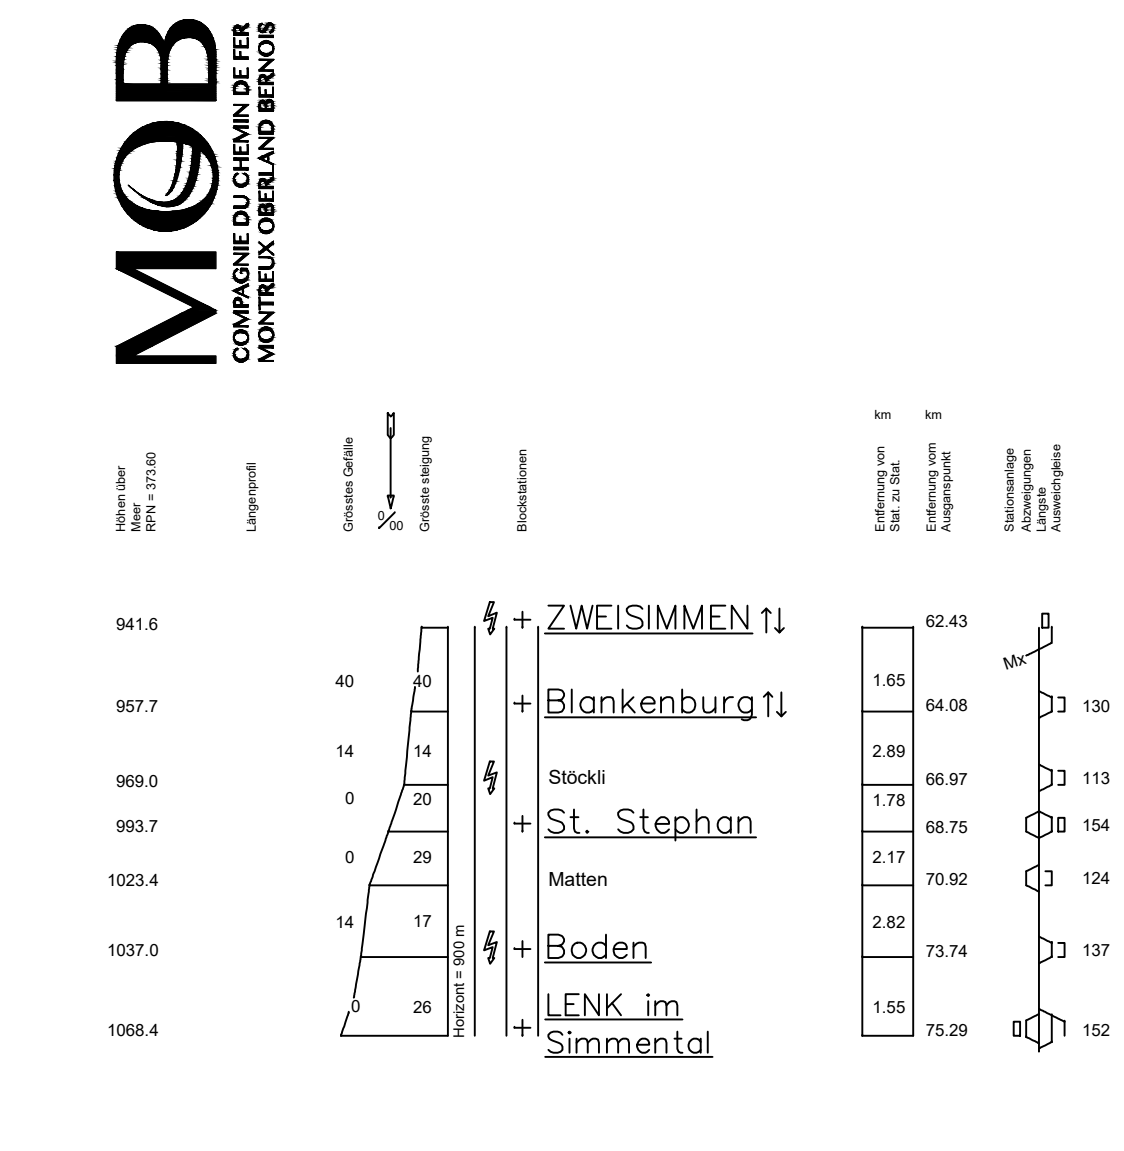 MOB
COMPAGNIE DU CHEMIN DE FER
MONTREUX OBERLAND BERNOIS
Höhen über
Meer
RPN = 373.60
Längenprofil
Grösstes Gefälle
0/00
Grösste steigung
Blockstationen
km
Entfernung von
Stat. zu Stat.
km
Entfernung vom
Ausganspunkt
Stationsanlage
Abzweigungen
Längste
Ausweichgleise
941.6 + ZWEISIMMEN ↑↓ 62.43
Mx
40 40 1.65
957.7 + Blankenburg ↑↓ 64.08 130
14 14 2.89
969.0 Stöckli 66.97 113
0 20 1.78
993.7 + St. Stephan 68.75 154
0 29 2.17
1023.4 Matten 70.92 124
14 17 2.82
1037.0 + Boden 73.74 137
Horizont = 900 m
0 26 1.55
1068.4 + LENK im 75.29 152
Simmental